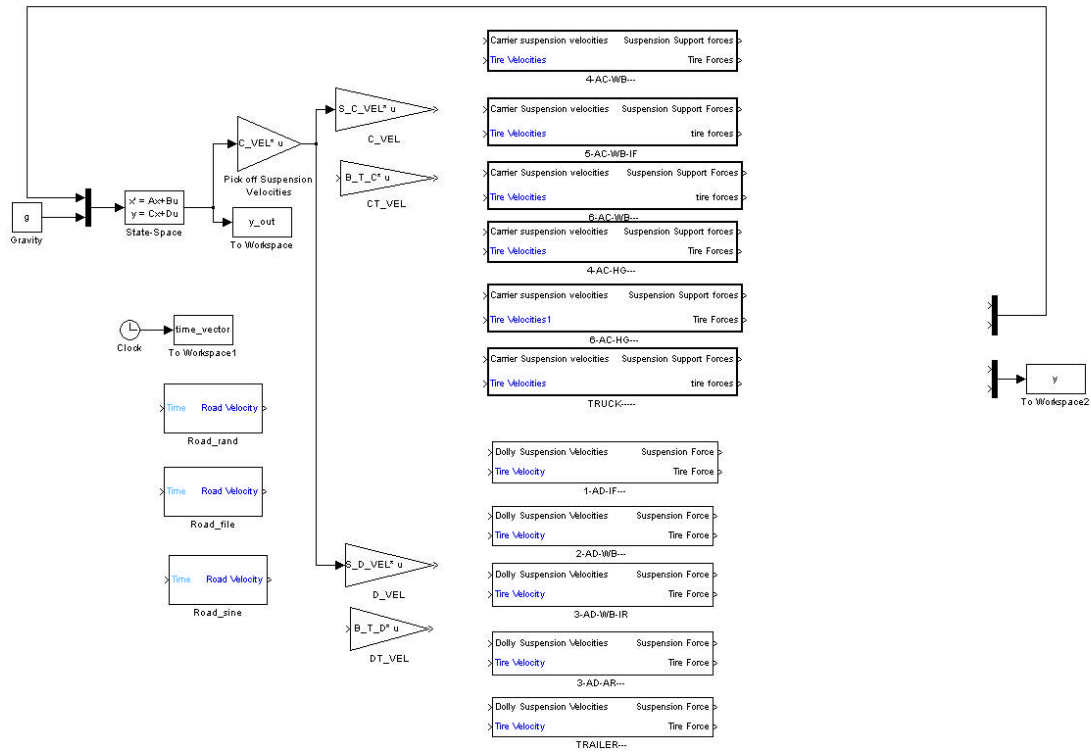 Carrier suspension velocities Suspension Support forces
Tire Velocities Tire Forces
4-AC-WB---
S_C_VEL* u
C_VEL
Carrier Suspension velocities Suspension Support Forces
Tire Velocities tire forces
5-AC-WB-IF
C_VEL* u
Pick off Suspension
Velocities
B_T_C* u
CT_VEL
Carrier Suspension velocities Suspension Support Forces
Tire Velocities tire forces
6-AC-WB---
g
Gravity
x' = Ax+Bu
y = Cx+Du
State-Space
y_out
To Workspace
Carrier Suspension velocities Suspension Support Forces
Tire Velocities Tire Forces
4-AC-HG---
Carrier suspension velocities Suspension Support forces
Tire Velocities1 Tire Forces
6-AC-HG---
Clock
time_vector
To Workspace1
Carrier Suspension velocities Suspension Support Forces
Tire Velocities tire forces
TRUCK-----
y
To Workspace2
Time Road Velocity
Road_rand
Dolly Suspension Velocities Suspension Force
Tire Velocity Tire Force
1-AD-IF---
Time Road Velocity
Road_file
Dolly Suspension Velocities Suspension Force
Tire Velocity Tire Force
2-AD-WB---
Time Road Velocity
Road_sine
S_D_VEL* u
D_VEL
Dolly Suspension Velocities Suspension Force
Tire Velocity Tire Force
3-AD-WB-IR
B_T_D* u
DT_VEL
Dolly Suspension Velocities Suspension Force
Tire Velocity Tire Force
3-AD-AR---
Dolly Suspension Velocities Suspension Force
Tire Velocity Tire Force
TRAILER---